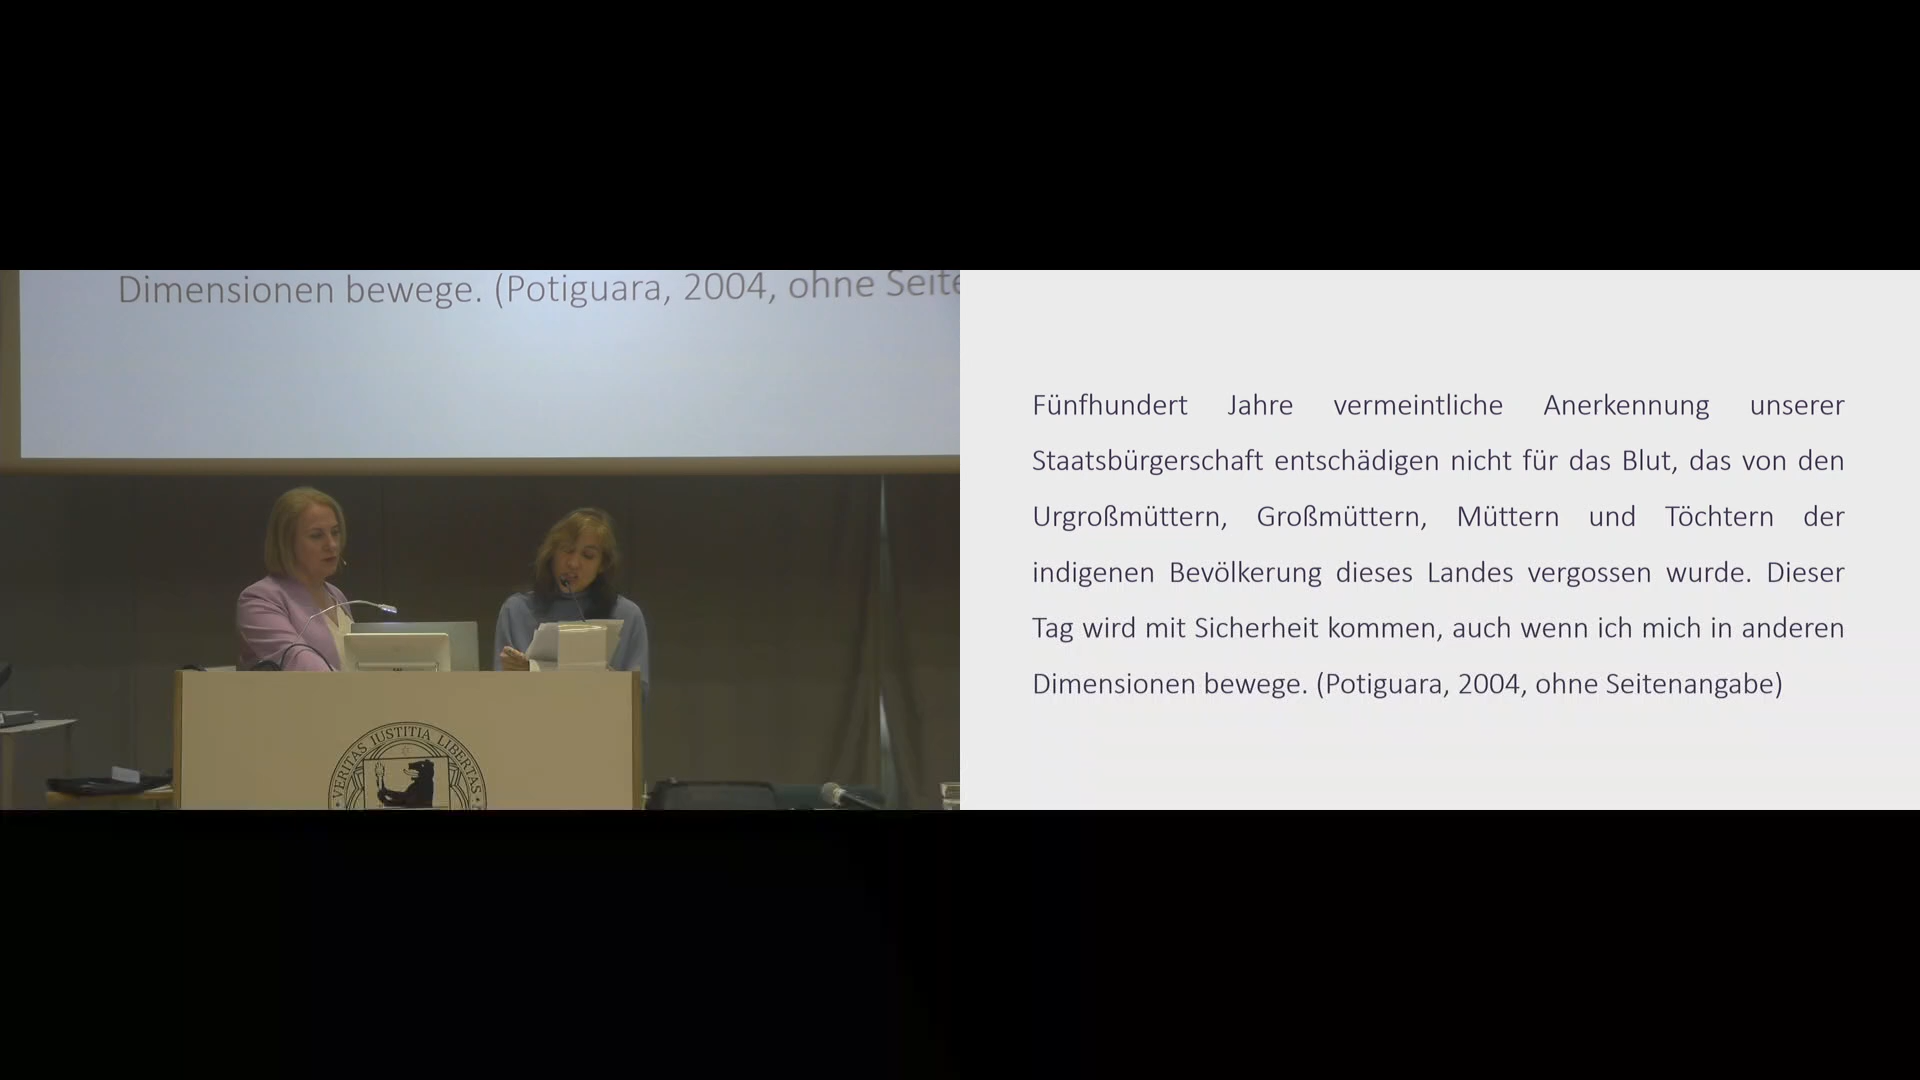 Dimensionen bewege. (Potiguara, 2004, ohne Seite
VERITAS IUSTITIA LIBERTAS
Fünfhundert Jahre vermeintliche Anerkennung unserer
Staatsbürgerschaft entschädigen nicht für das Blut, das von den
Urgroßmüttern, Großmüttern, Müttern und Töchtern der
indigenen Bevölkerung dieses Landes vergossen wurde. Dieser
Tag wird mit Sicherheit kommen, auch wenn ich mich in anderen
Dimensionen bewege. (Potiguara, 2004, ohne Seitenangabe)